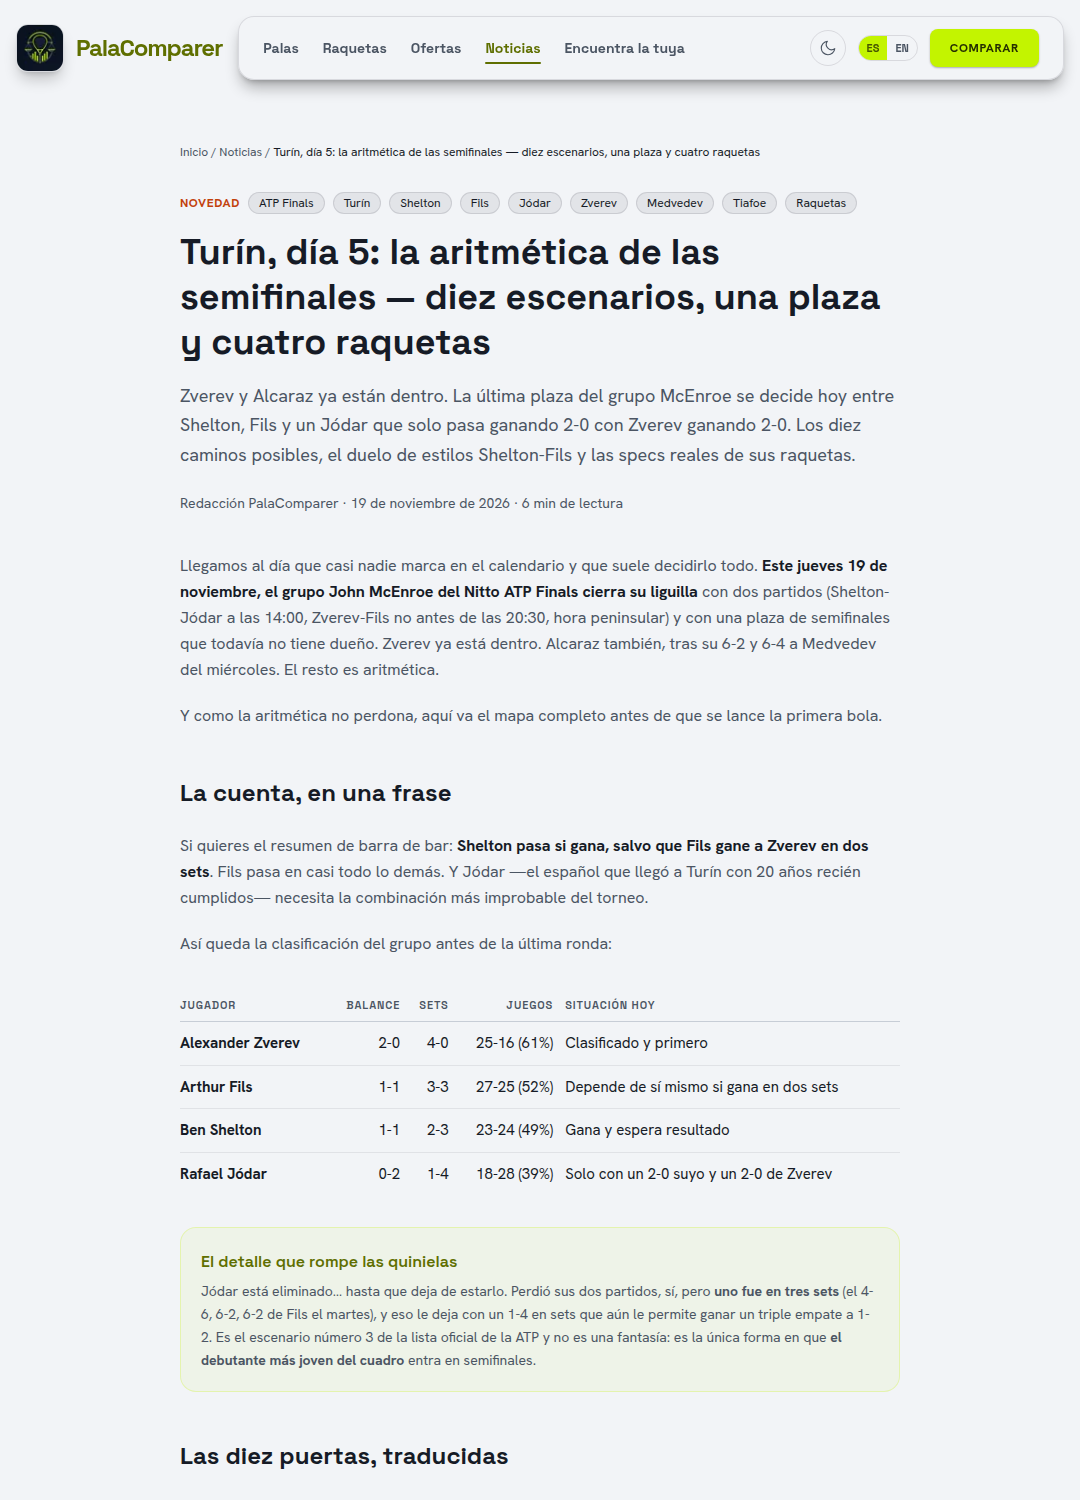 PalaComparer
Palas Raquetas Ofertas Noticias Encuentra la tuya ES EN COMPARAR
Inicio / Noticias / Turín, día 5: la aritmética de las semifinales — diez escenarios, una plaza y cuatro raquetas
NOVEDAD ATP Finals Turín Shelton Fils Jódar Zverev Medvedev Tiafoe Raquetas
Turín, día 5: la aritmética de las
semifinales — diez escenarios, una plaza
y cuatro raquetas
Zverev y Alcaraz ya están dentro. La última plaza del grupo McEnroe se decide hoy entre
Shelton, Fils y un Jódar que solo pasa ganando 2-0 con Zverev ganando 2-0. Los diez
caminos posibles, el duelo de estilos Shelton-Fils y las specs reales de sus raquetas.
Redacción PalaComparer · 19 de noviembre de 2026 · 6 min de lectura
Llegamos al día que casi nadie marca en el calendario y que suele decidirlo todo. Este jueves 19 de
noviembre, el grupo John McEnroe del Nitto ATP Finals cierra su liguilla con dos partidos (Shelton-
Jódar a las 14:00, Zverev-Fils no antes de las 20:30, hora peninsular) y con una plaza de semifinales
que todavía no tiene dueño. Zverev ya está dentro. Alcaraz también, tras su 6-2 y 6-4 a Medvedev
del miércoles. El resto es aritmética.
Y como la aritmética no perdona, aquí va el mapa completo antes de que se lance la primera bola.
La cuenta, en una frase
Si quieres el resumen de barra de bar: Shelton pasa si gana, salvo que Fils gane a Zverev en dos
sets. Fils pasa en casi todo lo demás. Y Jódar —el español que llegó a Turín con 20 años recién
cumplidos— necesita la combinación más improbable del torneo.
Así queda la clasificación del grupo antes de la última ronda:
JUGADOR BALANCE SETS JUEGOS SITUACIÓN HOY
Alexander Zverev 2-0 4-0 25-16 (61%) Clasificado y primero
Arthur Fils 1-1 3-3 27-25 (52%) Depende de sí mismo si gana en dos sets
Ben Shelton 1-1 2-3 23-24 (49%) Gana y espera resultado
Rafael Jódar 0-2 1-4 18-28 (39%) Solo con un 2-0 suyo y un 2-0 de Zverev
El detalle que rompe las quinielas
Jódar está eliminado... hasta que deja de estarlo. Perdió sus dos partidos, sí, pero uno fue en tres sets (el 4-
6, 6-2, 6-2 de Fils el martes), y eso le deja con un 1-4 en sets que aún le permite ganar un triple empate a 1-
2. Es el escenario número 3 de la lista oficial de la ATP y no es una fantasía: es la única forma en que el
debutante más joven del cuadro entra en semifinales.
Las diez puertas, traducidas